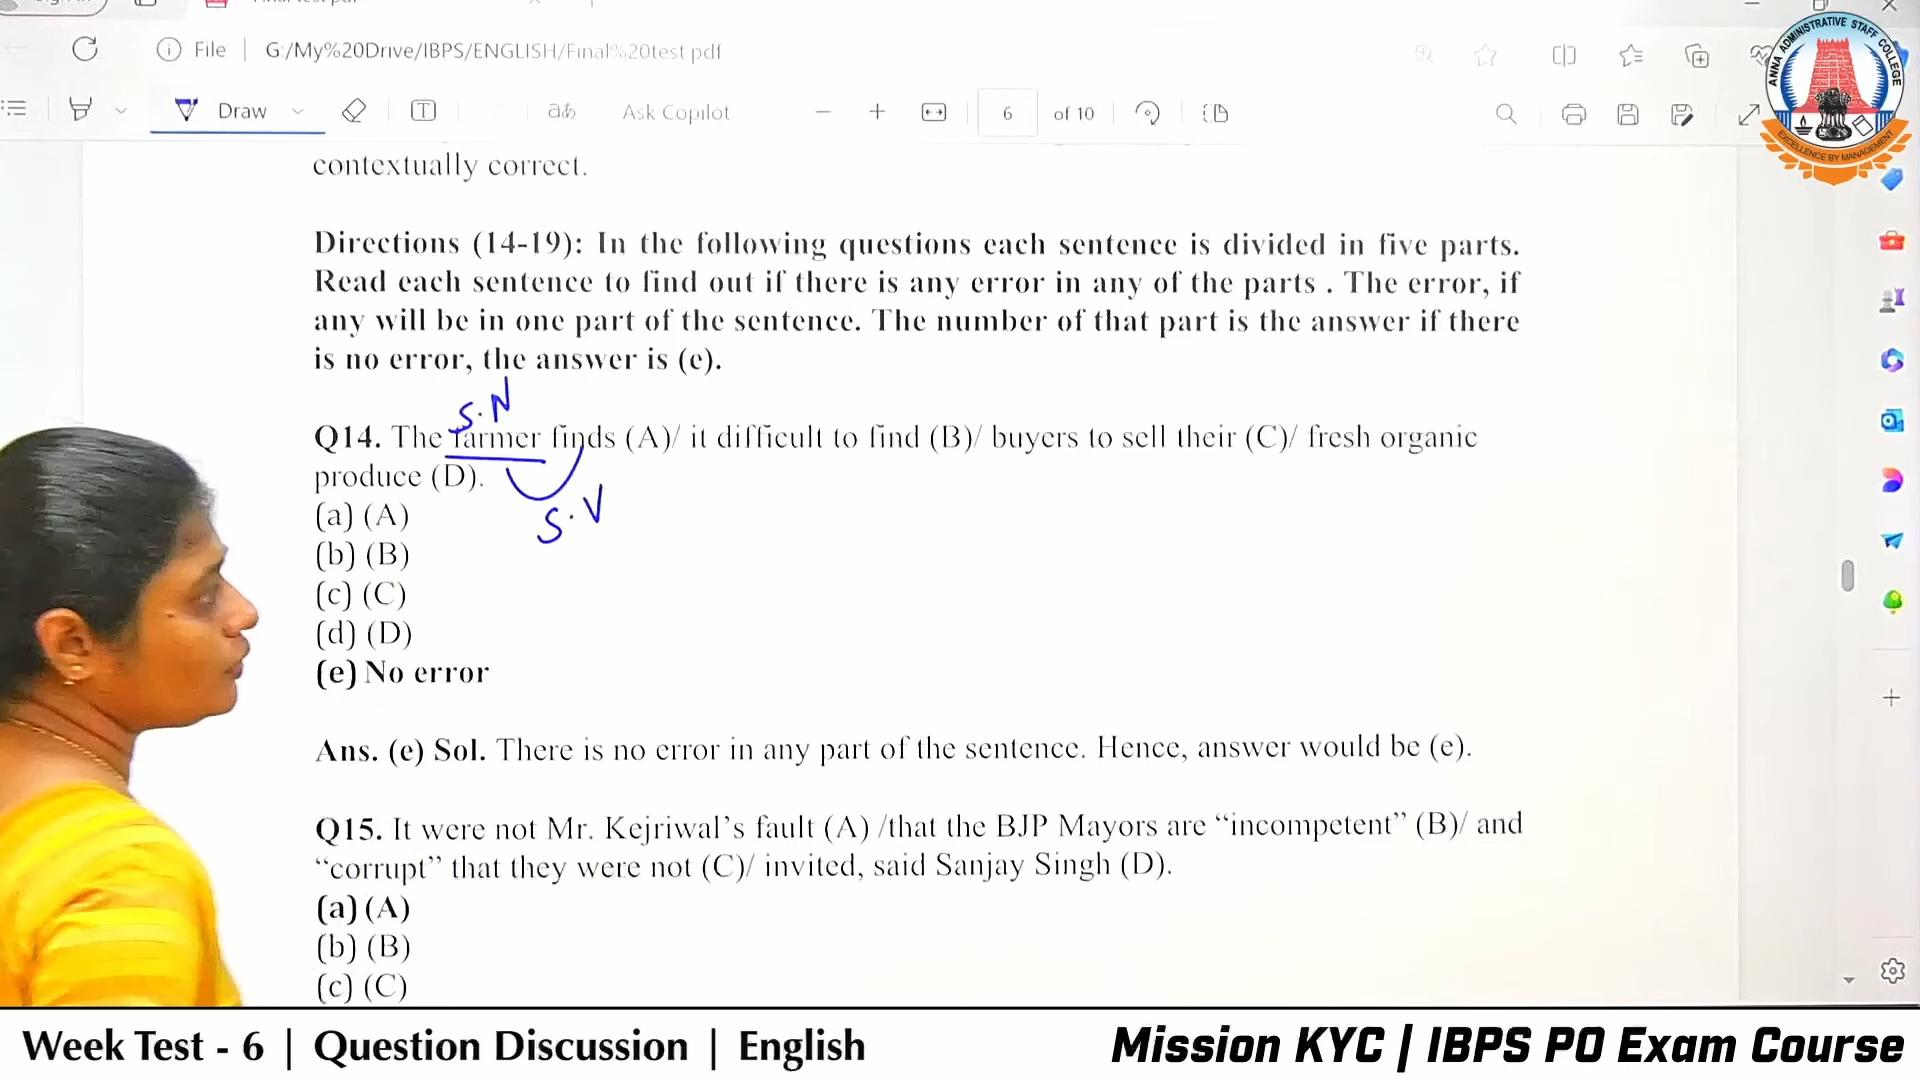 File
G:/My%20Drive/IBPS/ENGLISH/Final%20test.pdf
Draw
Ask Copilot
6 of 10
ANNA ADMINISTRATIVE STAFF COLLEGE
EXCELLENCE BY MANAGEMENT
contextually correct.
Directions (14-19): In the following questions each sentence is divided in five parts.
Read each sentence to find out if there is any error in any of the parts . The error, if
any will be in one part of the sentence. The number of that part is the answer if there
is no error, the answer is (e).
S.N
Q14. The farmer finds (A)/ it difficult to find (B)/ buyers to sell their (C)/ fresh organic
produce (D).
S.V
(a) (A)
(b) (B)
(c) (C)
(d) (D)
(e) No error
Ans. (e) Sol. There is no error in any part of the sentence. Hence, answer would be (e).
Q15. It were not Mr. Kejriwal's fault (A) /that the BJP Mayors are “incompetent” (B)/ and
“corrupt” that they were not (C)/ invited, said Sanjay Singh (D).
(a) (A)
(b) (B)
(c) (C)
Week Test - 6 | Question Discussion | English
Mission KYC | IBPS PO Exam Course